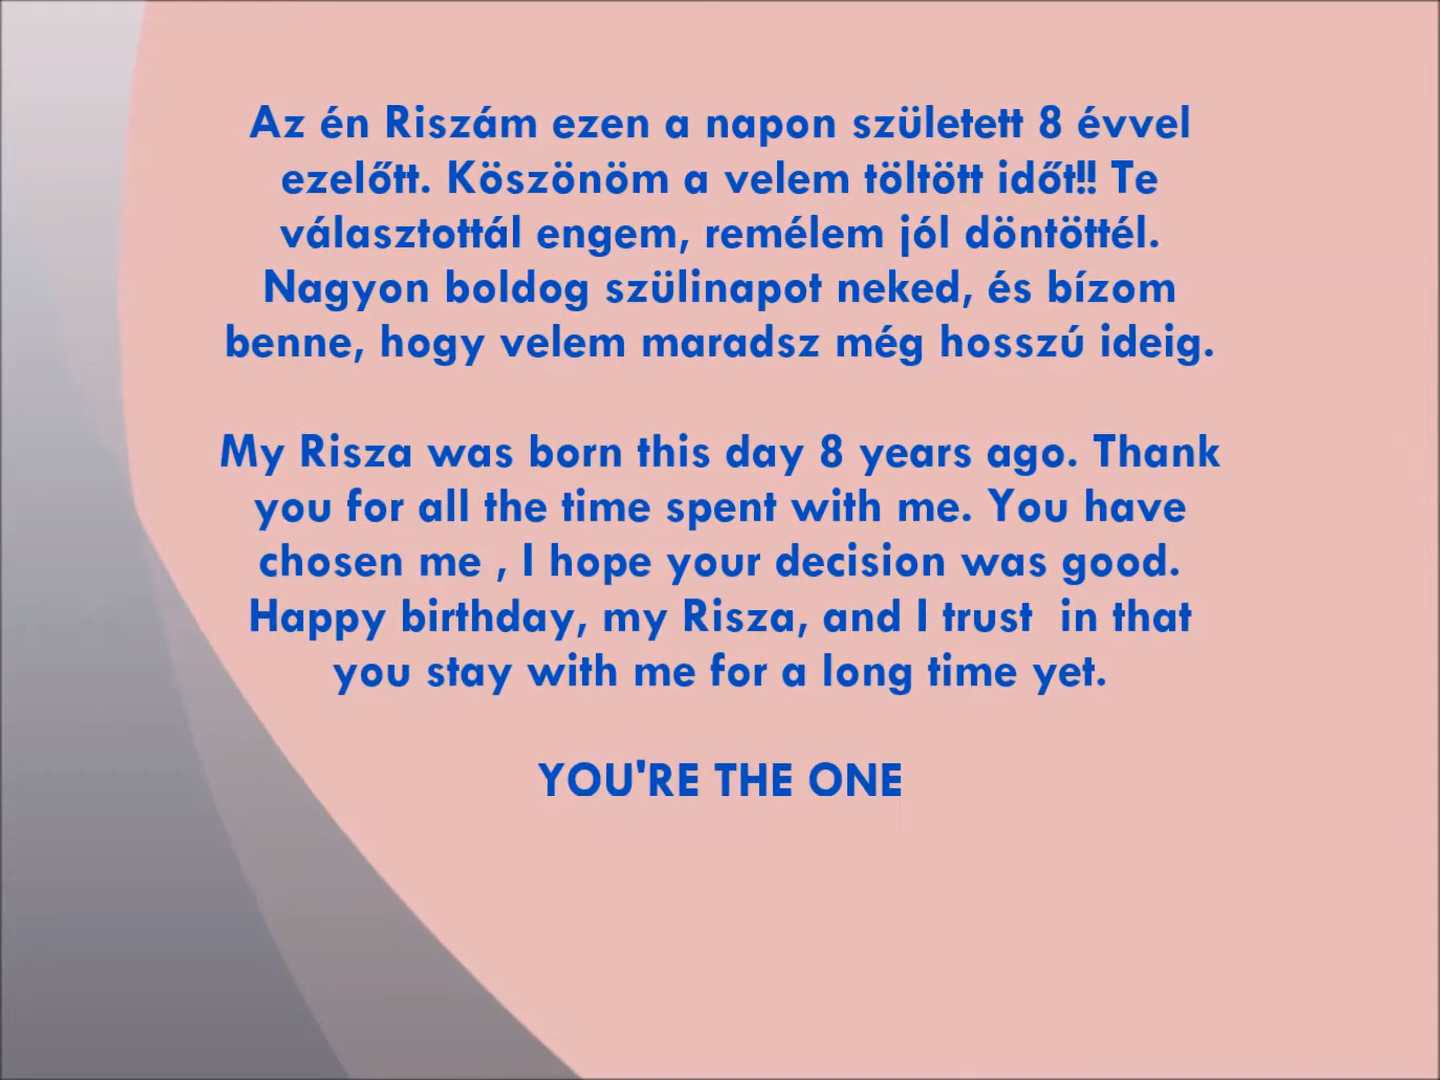 Az én Riszám ezen a napon született 8 évvel
ezelőtt. Köszönöm a velem töltött időt!! Te
választottál engem, remélem jól döntöttél.
Nagyon boldog szülinapot neked, és bízom
benne, hogy velem maradsz még hosszú ideig.
My Risza was born this day 8 years ago. Thank
you for all the time spent with me. You have
chosen me , I hope your decision was good.
Happy birthday, my Risza, and I trust  in that
you stay with me for a long time yet.
YOU'RE THE ONE